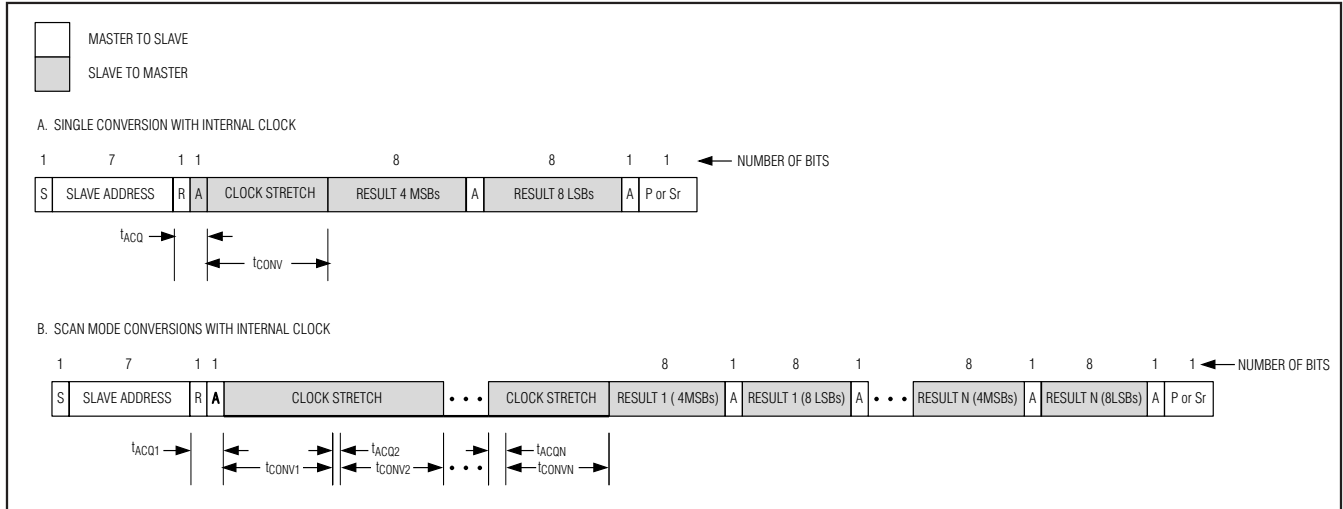 MASTER TO SLAVE
SLAVE TO MASTER
A. SINGLE CONVERSION WITH INTERNAL CLOCK
1 7 1 1 8 8 1 1 NUMBER OF BITS
S SLAVE ADDRESS R A CLOCK STRETCH RESULT 4 MSBs A RESULT 8 LSBs A P or Sr
tACQ
tCONV
B. SCAN MODE CONVERSIONS WITH INTERNAL CLOCK
1 7 1 1 8 1 8 1 8 1 8 1 1 NUMBER OF BITS
S SLAVE ADDRESS R A CLOCK STRETCH • • • CLOCK STRETCH RESULT 1 ( 4MSBs) A RESULT 1 (8 LSBs) A • • • RESULT N (4MSBs) A RESULT N (8LSBs) A P or Sr
tACQ1 tACQ2 tACQN
tCONV1 tCONV2 • • • tCONVN